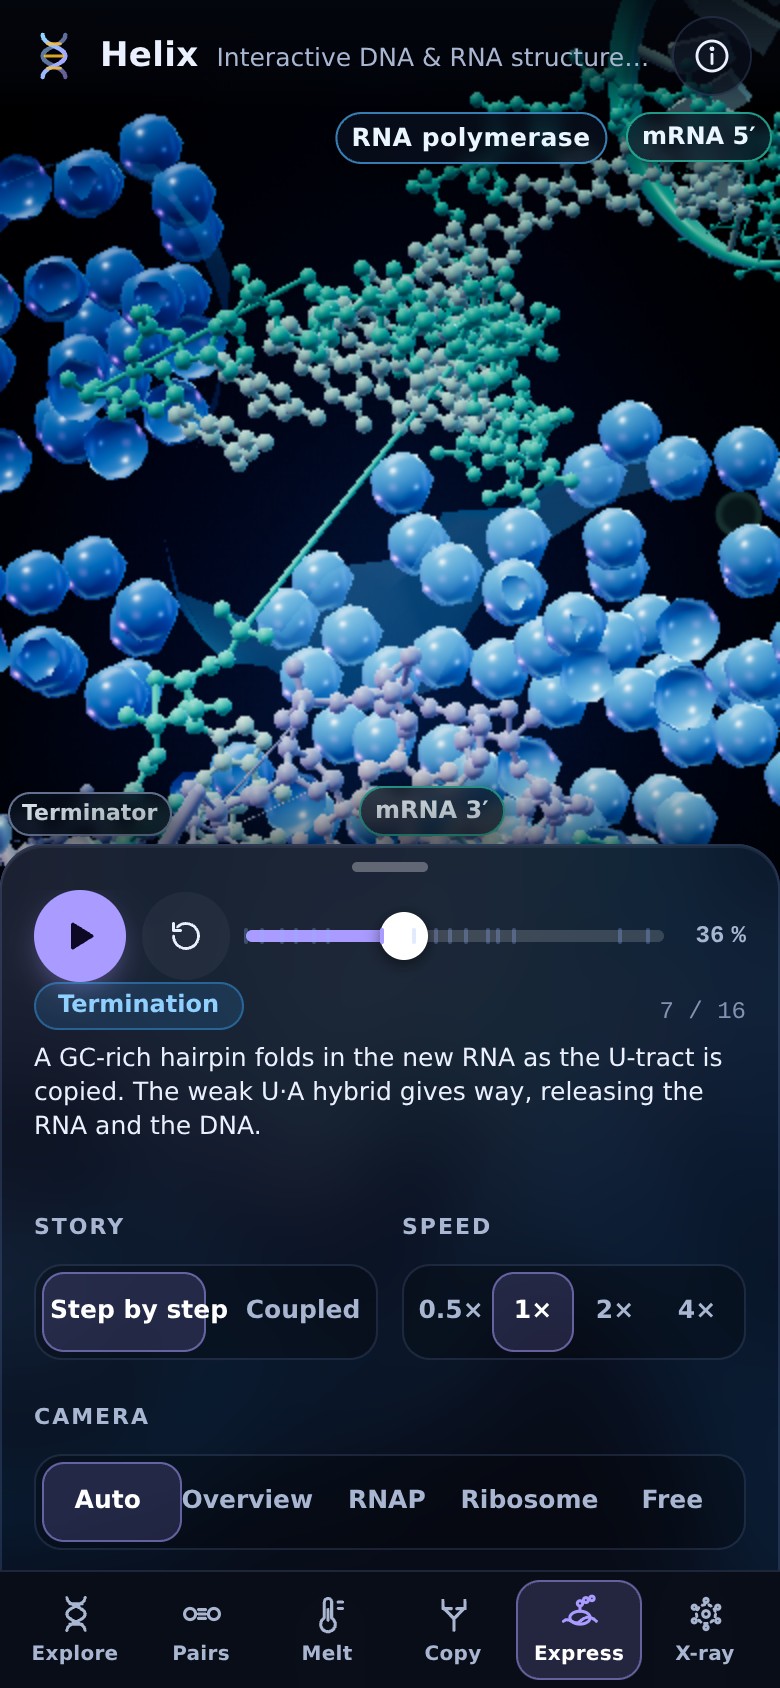 Helix Interactive DNA & RNA structure…
RNA polymerase
mRNA 5′
Terminator
mRNA 3′
36 %
Termination
7 / 16
A GC-rich hairpin folds in the new RNA as the U-tract is
copied. The weak U·A hybrid gives way, releasing the
RNA and the DNA.
STORY
Step by step Coupled
SPEED
0.5× 1× 2× 4×
CAMERA
Auto Overview RNAP Ribosome Free
Explore Pairs Melt Copy Express X-ray